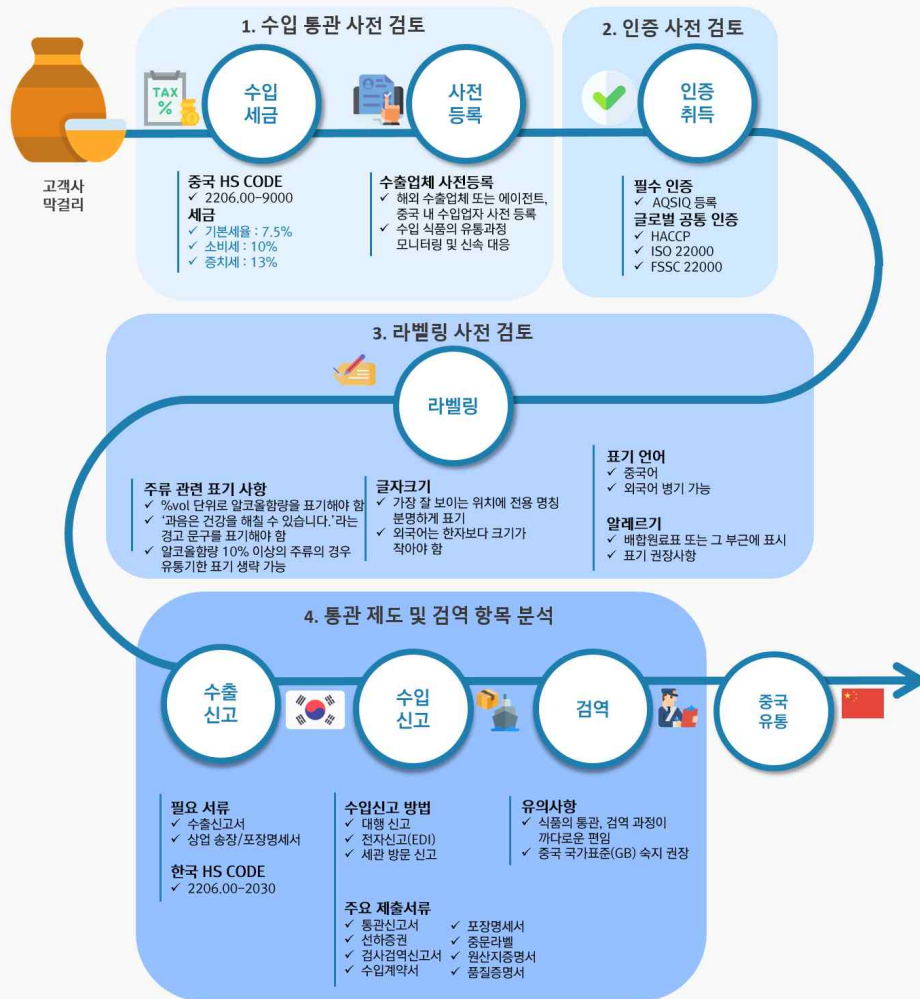 1. 수입 통관 사전 검토
2. 인증 사전 검토
고객사
막걸리
TAX
%
수입
세금
사전
등록
인증
취득
중국 HS CODE
✓ 2206.00-9000
세금
✓ 기본세율 : 7.5%
✓ 소비세 : 10%
✓ 증치세 : 13%
수출업체 사전등록
✓ 해외 수출업체 또는 에이전트,
중국 내 수입업자 사전 등록
✓ 수입 식품의 유통과정
모니터링 및 신속 대응
필수 인증
✓ AQSIQ 등록
글로벌 공통 인증
✓ HACCP
✓ ISO 22000
✓ FSSC 22000
3. 라벨링 사전 검토
라벨링
주류 관련 표기 사항
✓ %vol 단위로 알코올함량을 표기해야 함
✓ '과음은 건강을 해칠 수 있습니다.'라는
경고 문구를 표기해야 함
✓ 알코올함량 10% 이상의 주류의 경우
유통기한 표기 생략 가능
글자크기
✓ 가장 잘 보이는 위치에 전용 명칭
분명하게 표기
✓ 외국어는 한자보다 크기가
작아야 함
표기 언어
✓ 중국어
✓ 외국어 병기 가능
알레르기
✓ 배합원료표 또는 그 부근에 표시
✓ 표기 권장사항
4. 통관 제도 및 검역 항목 분석
수출
신고
수입
신고
검역
중국
유통
필요 서류
✓ 수출신고서
✓ 상업 송장/포장명세서
한국 HS CODE
✓ 2206.00-2030
수입신고 방법
✓ 대행 신고
✓ 전자신고(EDI)
✓ 세관 방문 신고
주요 제출서류
✓ 통관신고서
✓ 선하증권
✓ 검사검역신고서
✓ 수입계약서
✓ 포장명세서
✓ 중문라벨
✓ 원산지증명서
✓ 품질증명서
유의사항
✓ 식품의 통관, 검역 과정이
까다로운 편임
✓ 중국 국가표준(GB) 숙지 권장